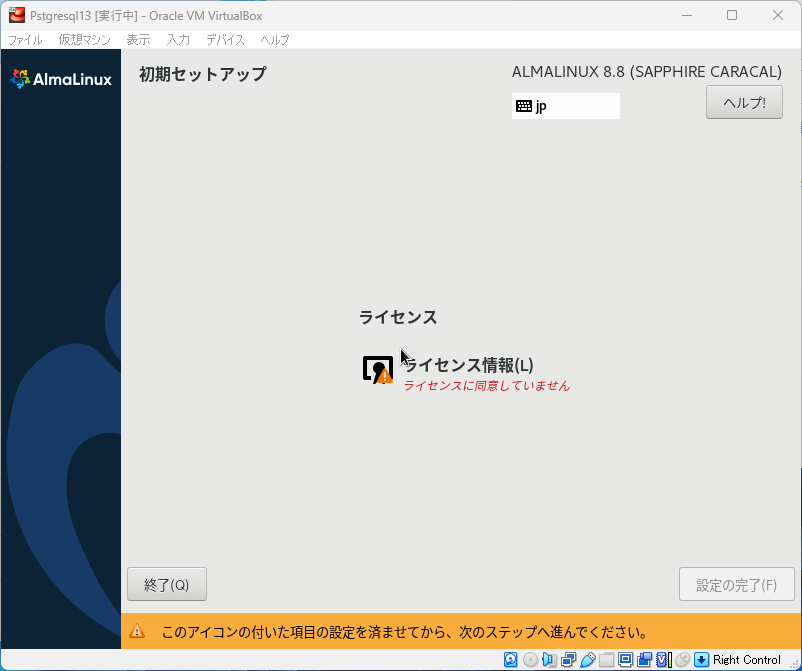 Pstgresql13 [実行中] - Oracle VM VirtualBox
ファイル 仮想マシン 表示 入力 デバイス ヘルプ
AlmaLinux
初期セットアップ
ALMALINUX 8.8 (SAPPHIRE CARACAL)
jp
ヘルプ!
ライセンス
ライセンス情報(L)
ライセンスに同意していません
終了(Q)
設定の完了(F)
このアイコンの付いた項目の設定を済ませてから、次のステップへ進んでください。
Right Control